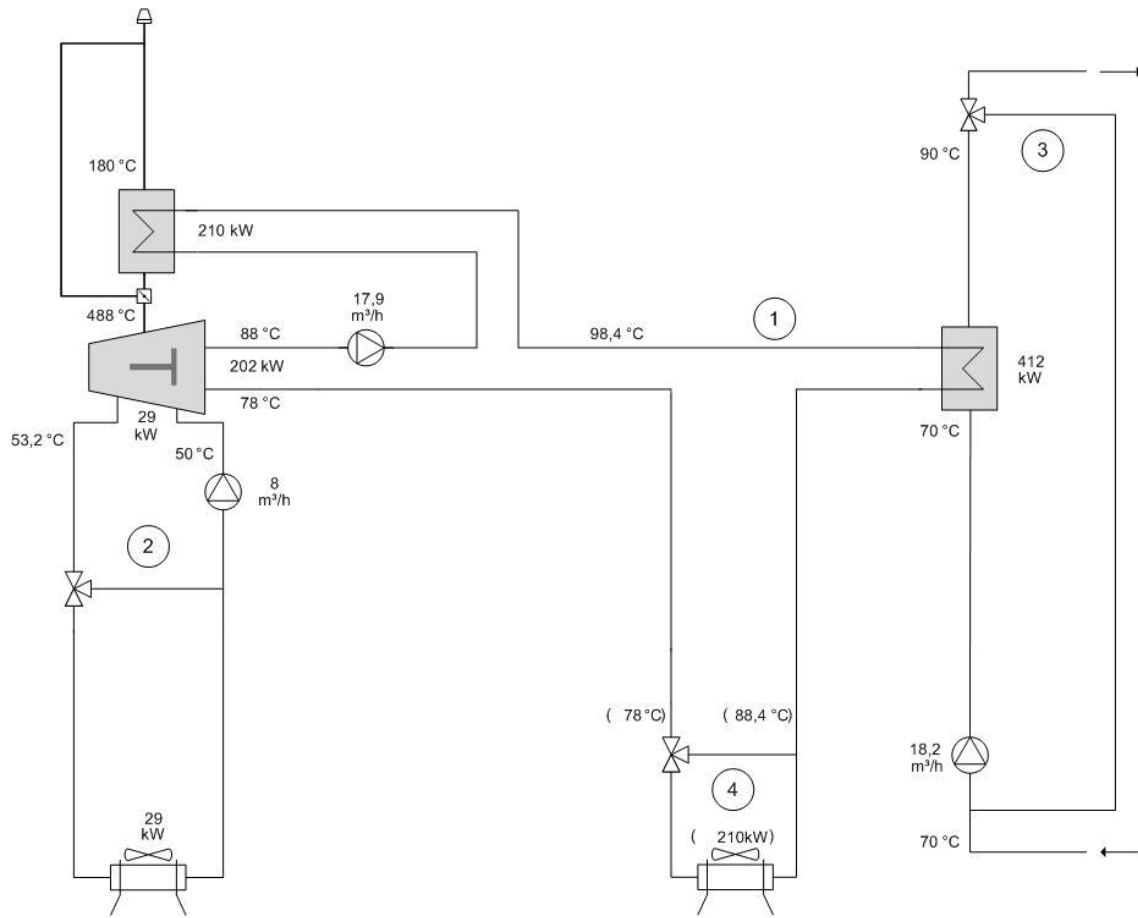 180 °C
210 kW
488 °C
88 °C
202 kW
78 °C
17,9
m³/h
98,4 °C
1
29
kW
53,2 °C
50 °C
8
m³/h
2
29
kW
90 °C
3
412
kW
70 °C
( 78 °C)
( 88,4 °C)
4
( 210kW)
18,2
m³/h
70 °C